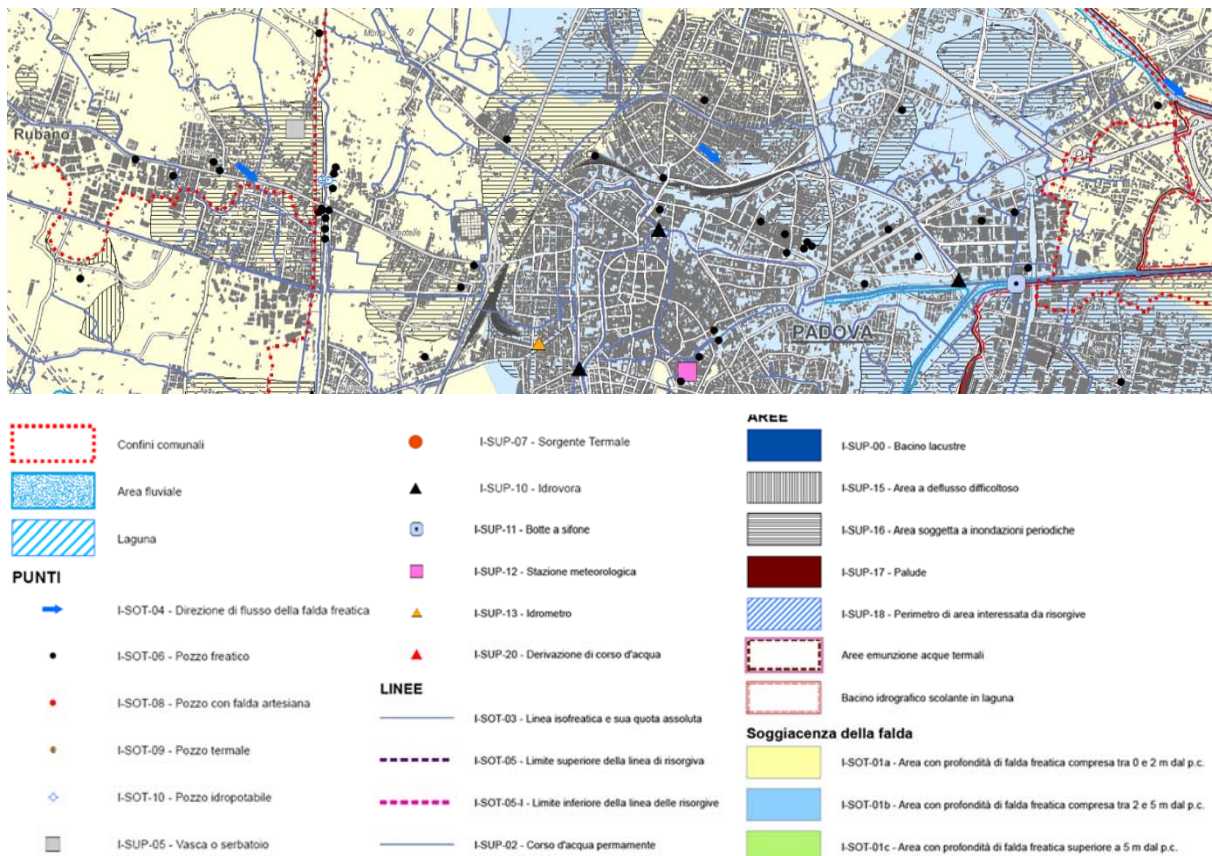 Rubano
PADOVA
Confini comunali
Area fluviale
Laguna
PUNTI
I-SOT-04 - Direzione di flusso della falda freatica
I-SOT-06 - Pozzo freatico
I-SOT-08 - Pozzo con falda artesiana
I-SOT-09 - Pozzo termale
I-SOT-10 - Pozzo idropotabile
I-SUP-05 - Vasca o serbatoio
I-SUP-07 - Sorgente Termale
I-SUP-10 - Idrovora
I-SUP-11 - Botte a sifone
I-SUP-12 - Stazione meteorologica
I-SUP-13 - Idrometro
I-SUP-20 - Derivazione di corso d'acqua
LINEE
I-SOT-03 - Linea isofreatica e sua quota assoluta
I-SOT-05 - Limite superiore della linea di risorgiva
I-SOT-05-I - Limite inferiore della linea delle risorgive
I-SUP-02 - Corso d'acqua permamente
AREE
I-SUP-00 - Bacino lacustre
I-SUP-15 - Area a deflusso difficoltoso
I-SUP-16 - Area soggetta a inondazioni periodiche
I-SUP-17 - Palude
I-SUP-18 - Perimetro di area interessata da risorgive
Aree emunzione acque termali
Bacino idrografico scolante in laguna
Soggiacenza della falda
I-SOT-01a - Area con profondità di falda freatica compresa tra 0 e 2 m dal p.c.
I-SOT-01b - Area con profondità di falda freatica compresa tra 2 e 5 m dal p.c.
I-SOT-01c - Area con profondità di falda freatica superiore a 5 m dal p.c.